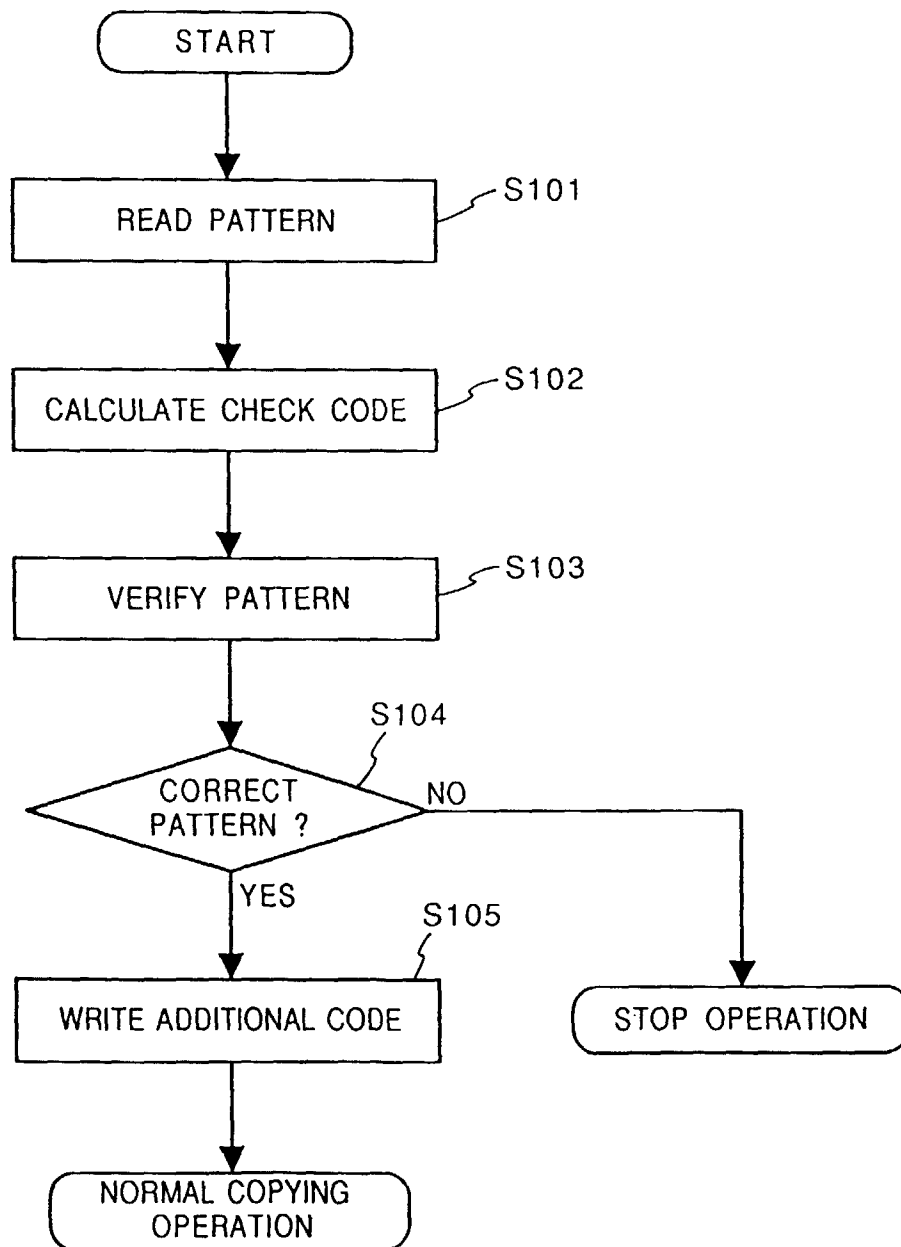 START
S101
READ PATTERN
S102
CALCULATE CHECK CODE
S103
VERIFY PATTERN
S104
CORRECT
PATTERN ?
NO
YES
S105
WRITE ADDITIONAL CODE
STOP OPERATION
NORMAL COPYING
OPERATION